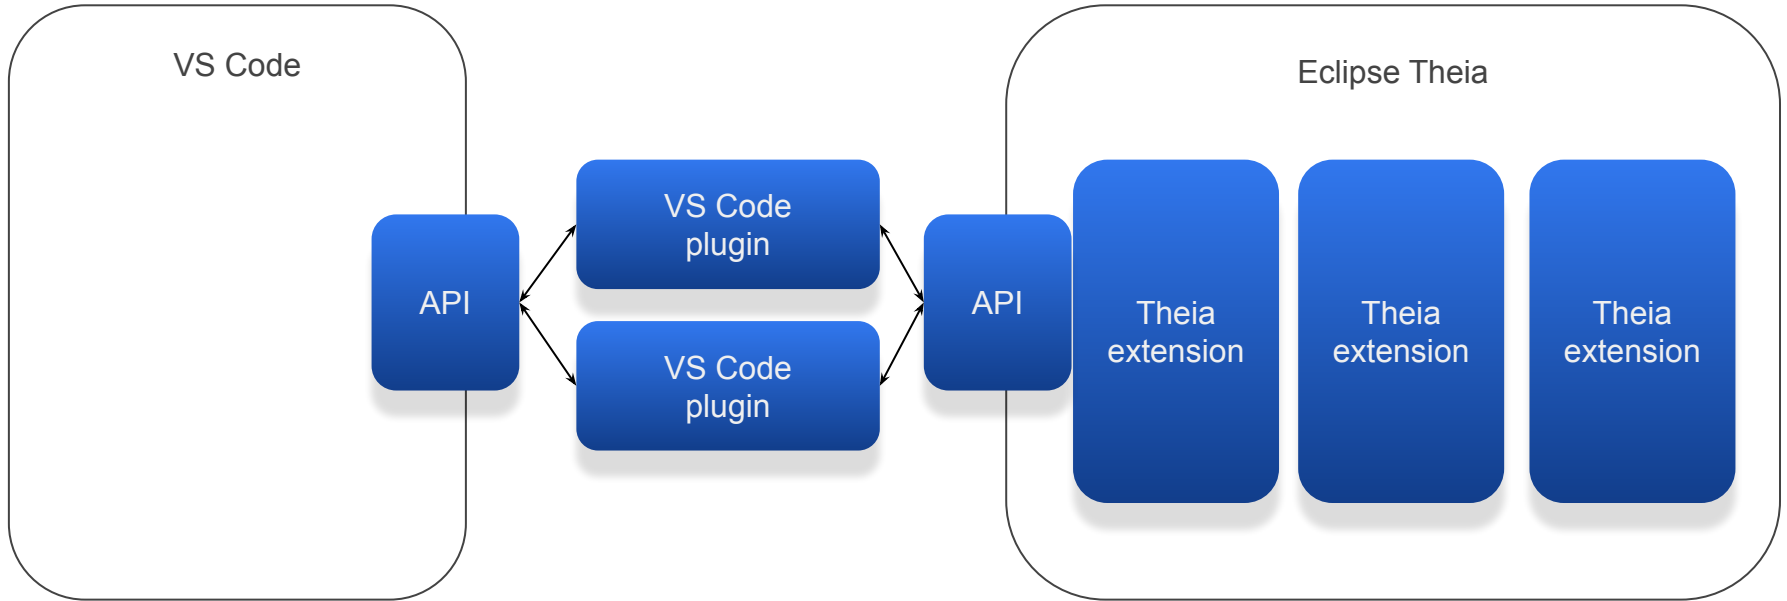 VS Code
Eclipse Theia
API
VS Code
plugin
VS Code
plugin
API
Theia
extension
Theia
extension
Theia
extension